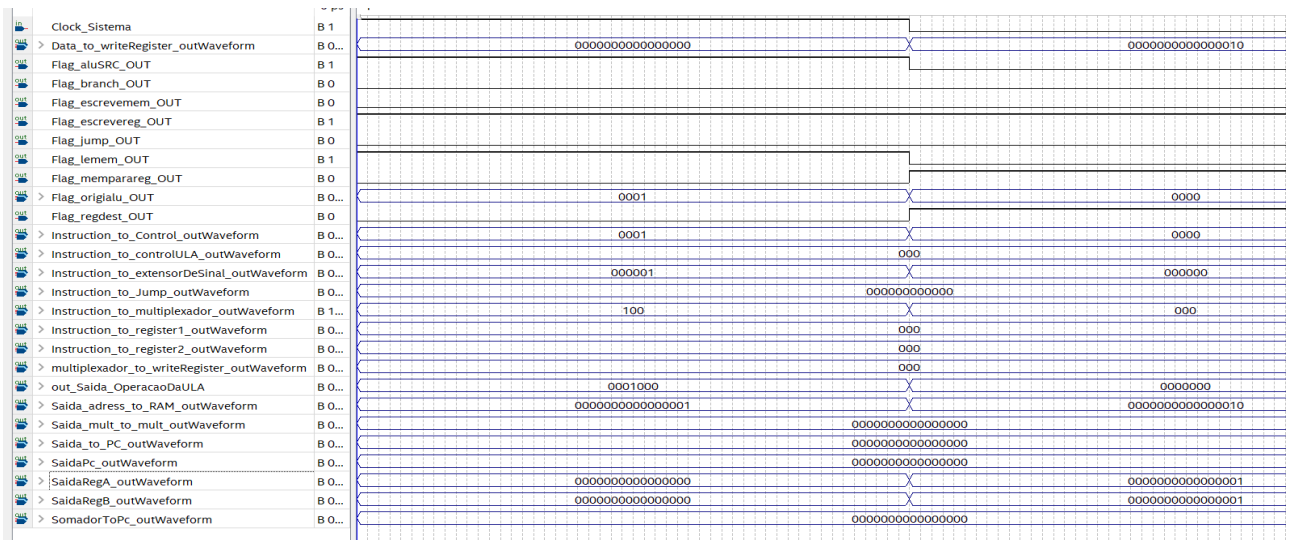 Clock_Sistema B 1
Data_to_writeRegister_outWaveform B 0... 0000000000000000 0000000000000010
Flag_aluSRC_OUT B 1
Flag_branch_OUT B 0
Flag_escrevemem_OUT B 0
Flag_escrevereg_OUT B 1
Flag_jump_OUT B 0
Flag_lemem_OUT B 1
Flag_memparareg_OUT B 0
Flag_origialu_OUT B 0... 0001 0000
Flag_regdest_OUT B 0
Instruction_to_Control_outWaveform B 0... 0001 0000
Instruction_to_controlULA_outWaveform B 0... 000
Instruction_to_extensorDeSinal_outWaveform B 0... 000001 000000
Instruction_to_Jump_outWaveform B 0... 000000000000
Instruction_to_multiplexador_outWaveform B 1... 100 000
Instruction_to_register1_outWaveform B 0... 000
Instruction_to_register2_outWaveform B 0... 000
multiplexador_to_writeRegister_outWaveform B 0... 000
out_Saida_OperacaoDaULA B 0... 0001000 0000000
Saida_adress_to_RAM_outWaveform B 0... 0000000000000001 0000000000000010
Saida_mult_to_mult_outWaveform B 0... 0000000000000000
Saida_to_PC_outWaveform B 0... 0000000000000000
SaidaPc_outWaveform B 0... 0000000000000000
SaidaRegA_outWaveform B 0... 0000000000000000 0000000000000001
SaidaRegB_outWaveform B 0... 0000000000000000 0000000000000001
SomadorToPc_outWaveform B 0... 0000000000000000